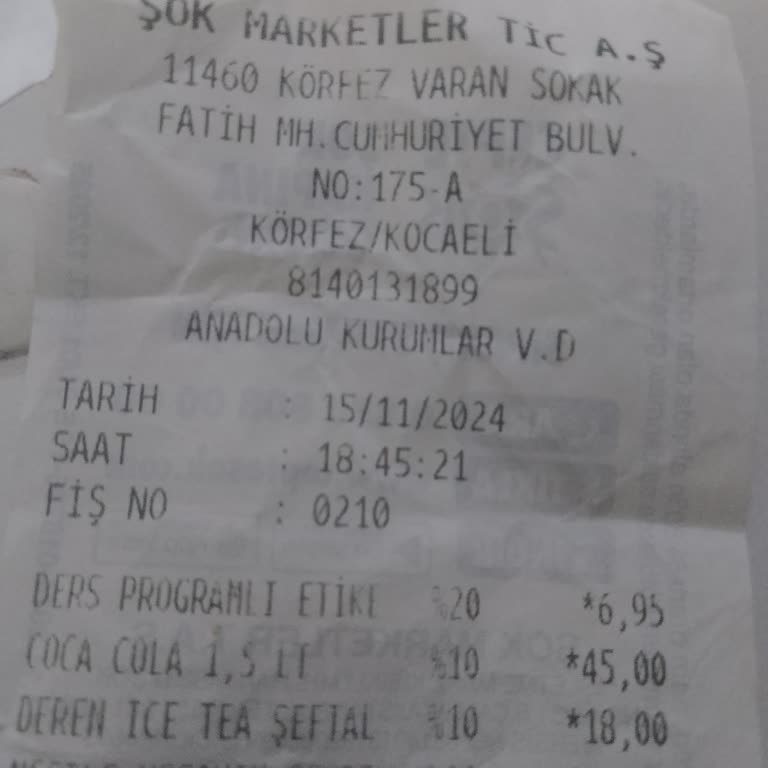 ŞOK MARKETLER TİC A.Ş
11460 KÖRFEZ VARAN SOKAK
FATİH MH.CUMHURİYET BULV.
NO:175-A
KÖRFEZ/KOCAELİ
8140131899
ANADOLU KURUMLAR V.D
TARİH : 15/11/2024
SAAT : 18:45:21
FİŞ NO : 0210
DERS PROGRAMLI ETİKE %20 *6,95
COCA COLA 1,5 LT %10 *45,00
DEREN ICE TEA ŞEFTAL %10 *18,00